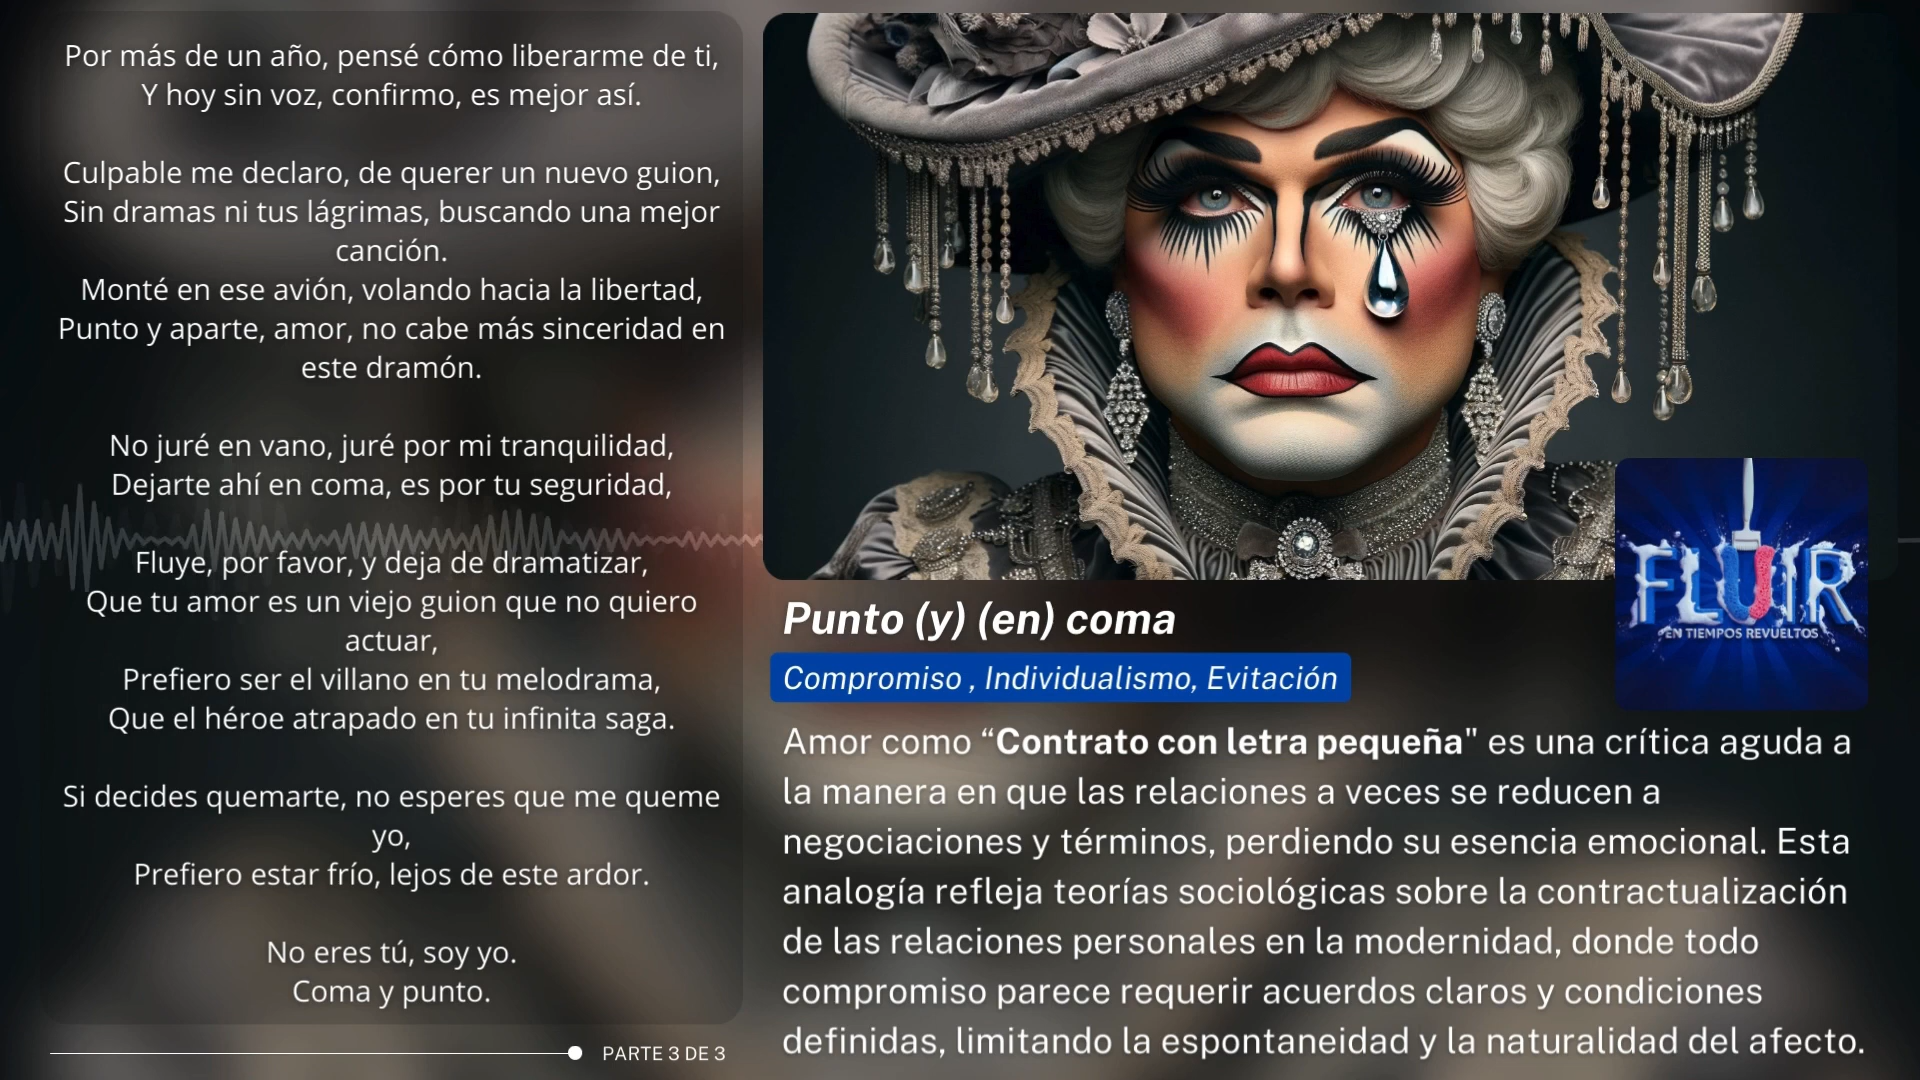 Por más de un año, pensé cómo liberarme de ti,
Y hoy sin voz, confirmo, es mejor así.
Culpable me declaro, de querer un nuevo guion,
Sin dramas ni tus lágrimas, buscando una mejor
canción.
Monté en ese avión, volando hacia la libertad,
Punto y aparte, amor, no cabe más sinceridad en
este dramón.
No juré en vano, juré por mi tranquilidad,
Dejarte ahí en coma, es por tu seguridad,
Fluye, por favor, y deja de dramatizar,
Que tu amor es un viejo guion que no quiero
actuar,
Prefiero ser el villano en tu melodrama,
Que el héroe atrapado en tu infinita saga.
Si decides quemarte, no esperes que me queme
yo,
Prefiero estar frío, lejos de este ardor.
No eres tú, soy yo.
Coma y punto.
PARTE 3 DE 3
FLUIR
EN TIEMPOS REVUELTOS
Punto (y) (en) coma
Compromiso , Individualismo, Evitación
Amor como “Contrato con letra pequeña" es una crítica aguda a
la manera en que las relaciones a veces se reducen a
negociaciones y términos, perdiendo su esencia emocional. Esta
analogía refleja teorías sociológicas sobre la contractualización
de las relaciones personales en la modernidad, donde todo
compromiso parece requerir acuerdos claros y condiciones
definidas, limitando la espontaneidad y la naturalidad del afecto.